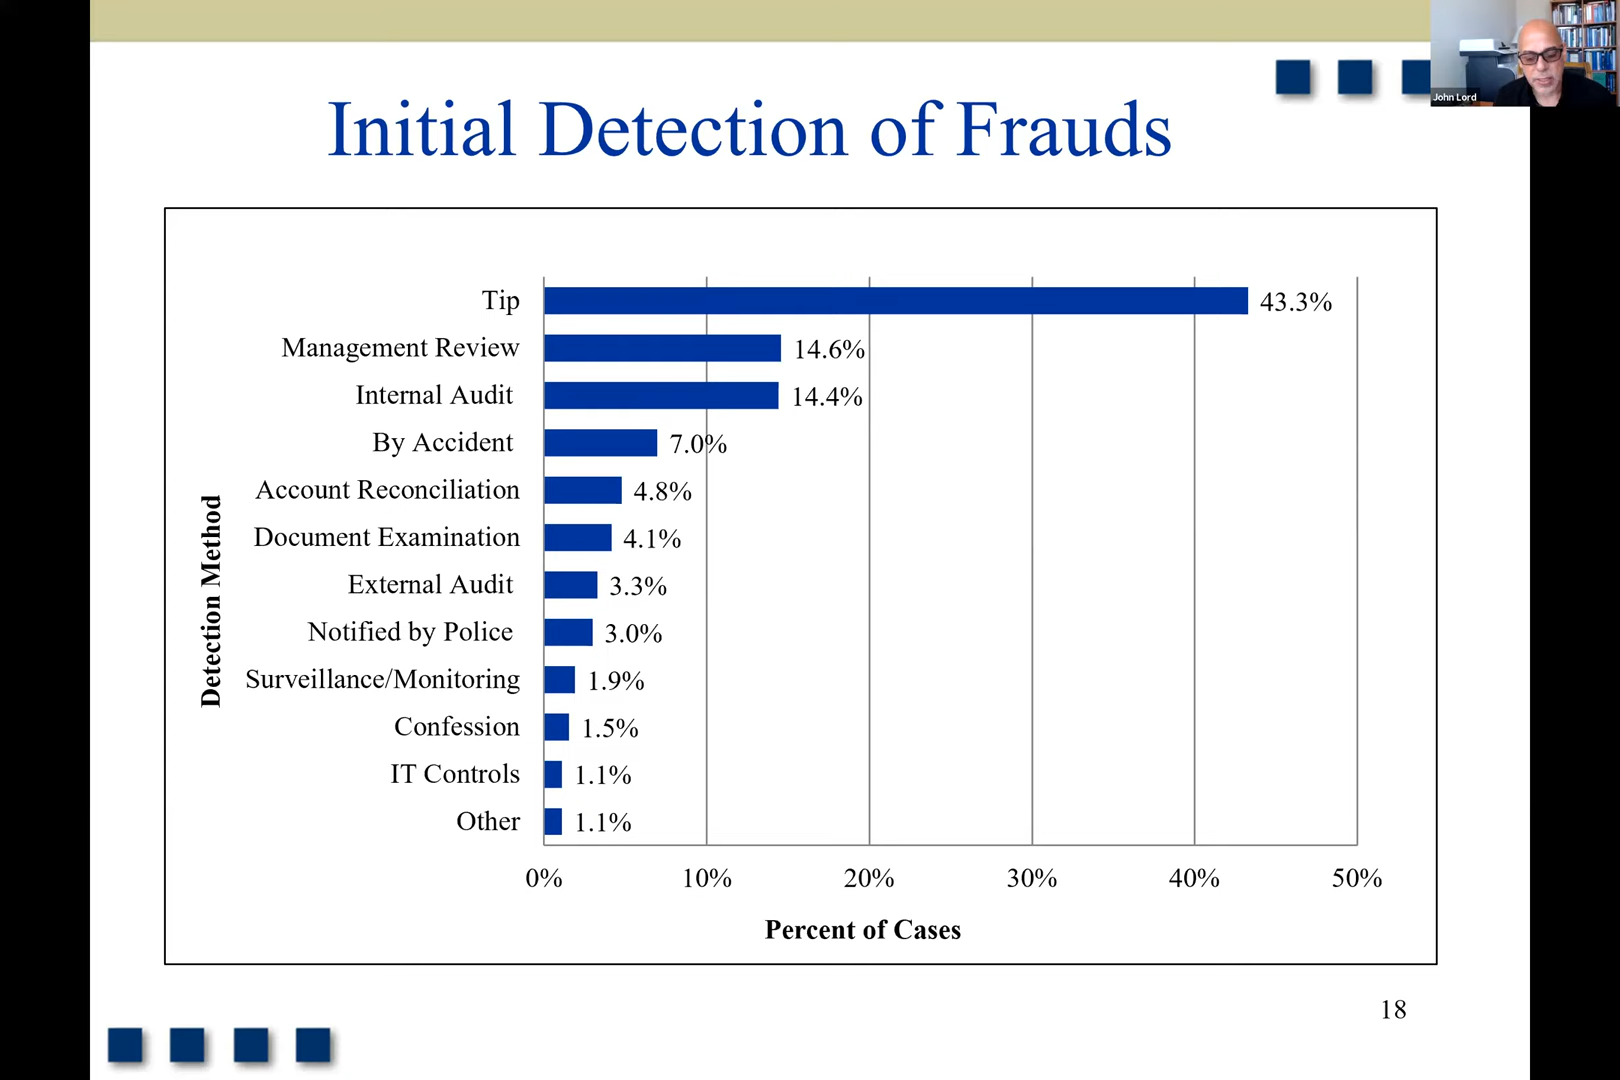 John Lord
Initial Detection of Frauds
Detection Method
Tip 43.3%
Management Review 14.6%
Internal Audit 14.4%
By Accident 7.0%
Account Reconciliation 4.8%
Document Examination 4.1%
External Audit 3.3%
Notified by Police 3.0%
Surveillance/Monitoring 1.9%
Confession 1.5%
IT Controls 1.1%
Other 1.1%
0% 10% 20% 30% 40% 50%
Percent of Cases
18